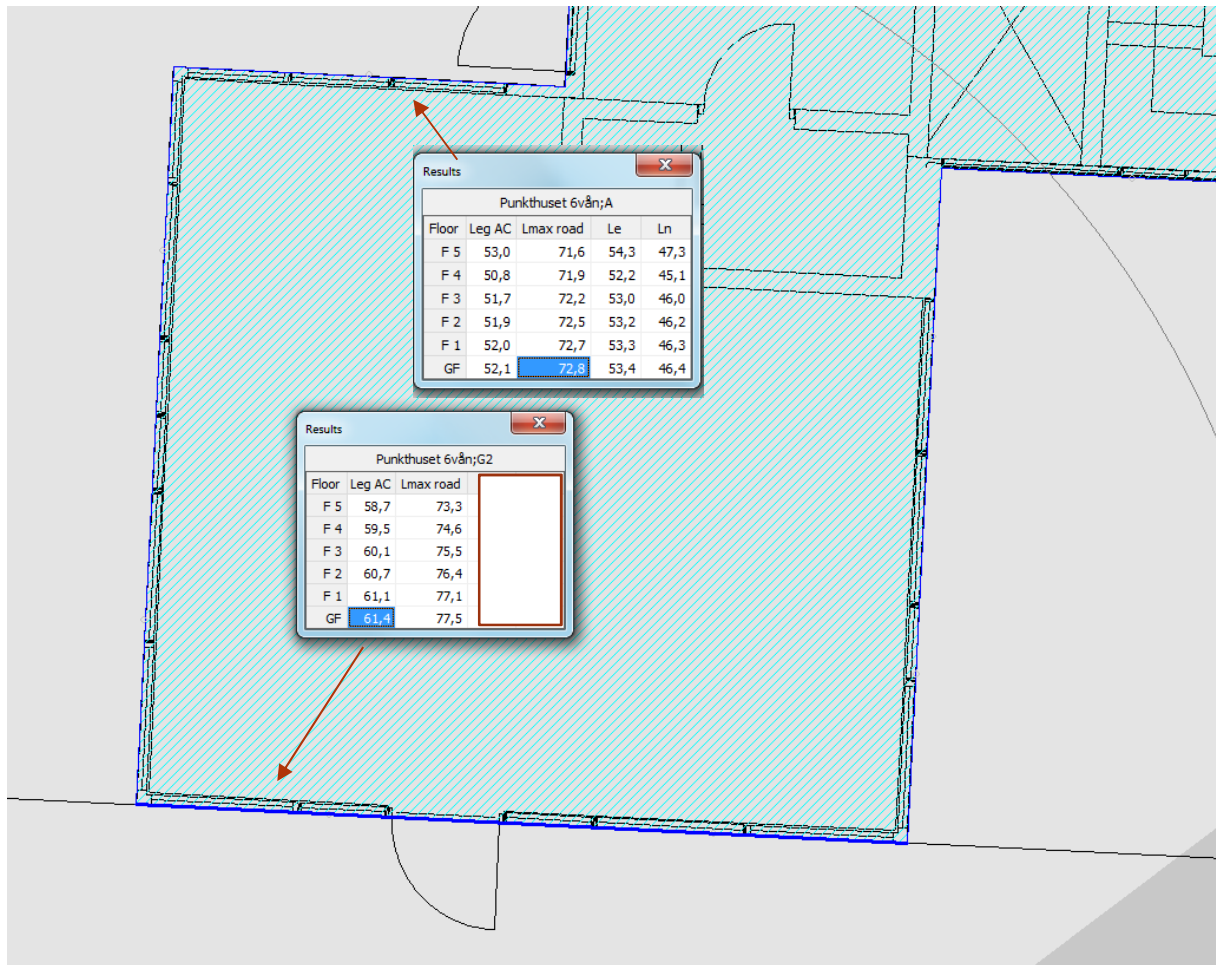 Results
Punkthuset 6vån;A
Floor Leg AC Lmax road Le Ln
F 5 53,0 71,6 54,3 47,3
F 4 50,8 71,9 52,2 45,1
F 3 51,7 72,2 53,0 46,0
F 2 51,9 72,5 53,2 46,2
F 1 52,0 72,7 53,3 46,3
GF 52,1 72,8 53,4 46,4
Results
Punkthuset 6vån;G2
Floor Leg AC Lmax road
F 5 58,7 73,3
F 4 59,5 74,6
F 3 60,1 75,5
F 2 60,7 76,4
F 1 61,1 77,1
GF 61,4 77,5